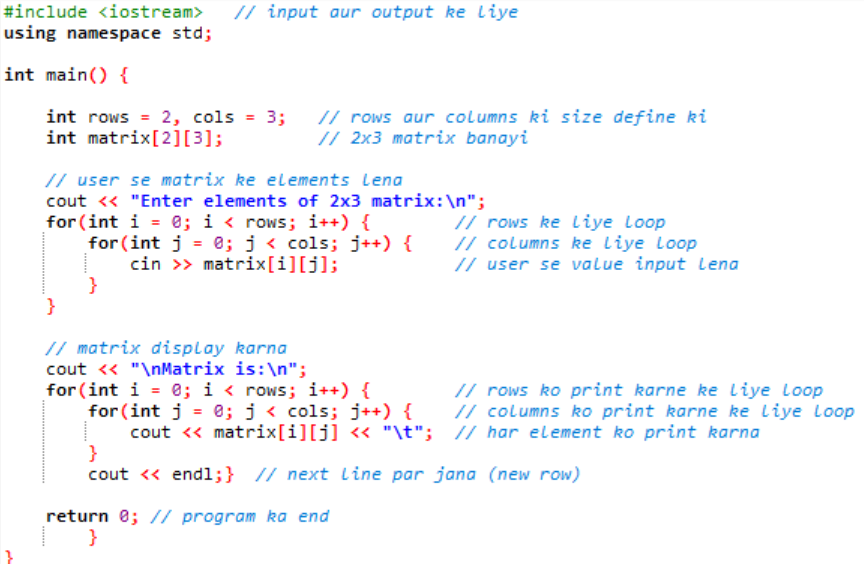 #include <iostream>   // input aur output ke liye
using namespace std;

int main() {

    int rows = 2, cols = 3;   // rows aur columns ki size define ki
    int matrix[2][3];         // 2x3 matrix banayi

    // user se matrix ke elements lena
    cout << "Enter elements of 2x3 matrix:\n";
    for(int i = 0; i < rows; i++) {        // rows ke liye loop
        for(int j = 0; j < cols; j++) {    // columns ke liye loop
            cin >> matrix[i][j];           // user se value input lena
        }
    }

    // matrix display karna
    cout << "\nMatrix is:\n";
    for(int i = 0; i < rows; i++) {        // rows ko print karne ke liye loop
        for(int j = 0; j < cols; j++) {    // columns ko print karne ke liye loop
            cout << matrix[i][j] << "\t";  // har element ko print karna
        }
        cout << endl;}  // next line par jana (new row)

    return 0; // program ka end
        }
}